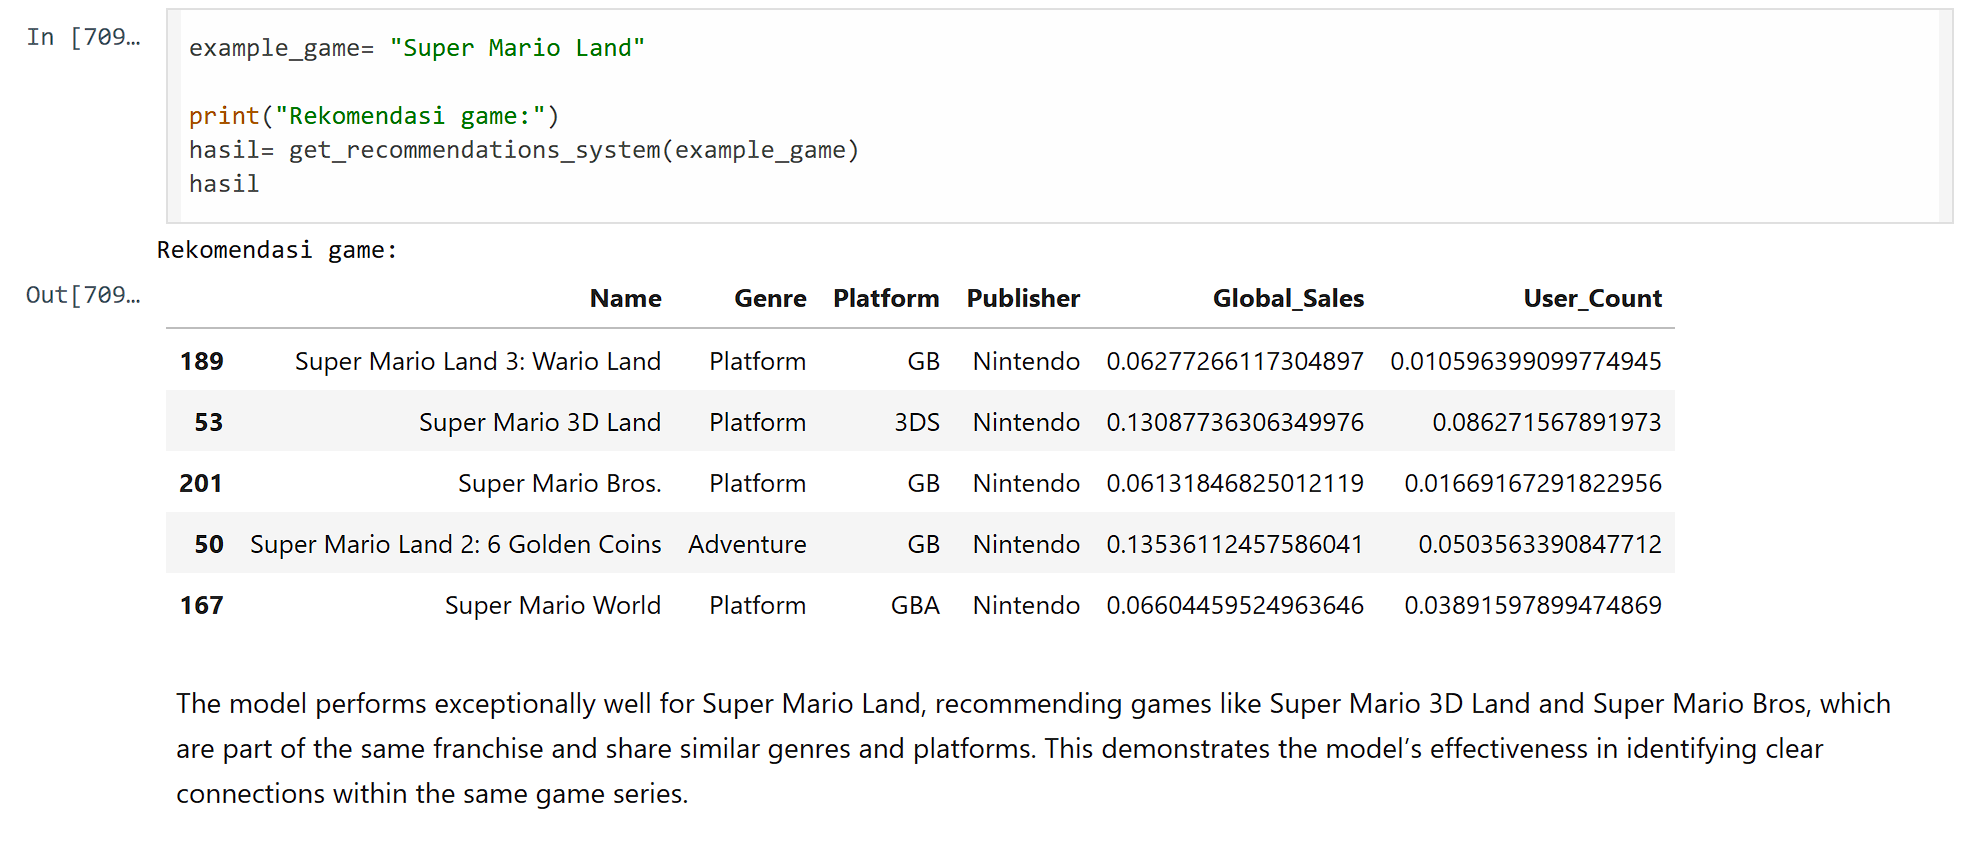 In [709…
example_game= "Super Mario Land"
print("Rekomendasi game:")
hasil= get_recommendations_system(example_game)
hasil
Rekomendasi game:
Out[709…
Name Genre Platform Publisher Global_Sales User_Count
189 Super Mario Land 3: Wario Land Platform GB Nintendo 0.06277266117304897 0.010596399099774945
53 Super Mario 3D Land Platform 3DS Nintendo 0.13087736306349976 0.086271567891973
201 Super Mario Bros. Platform GB Nintendo 0.06131846825012119 0.01669167291822956
50 Super Mario Land 2: 6 Golden Coins Adventure GB Nintendo 0.13536112457586041 0.0503563390847712
167 Super Mario World Platform GBA Nintendo 0.06604459524963646 0.03891597899474869
The model performs exceptionally well for Super Mario Land, recommending games like Super Mario 3D Land and Super Mario Bros, which
are part of the same franchise and share similar genres and platforms. This demonstrates the model’s effectiveness in identifying clear
connections within the same game series.